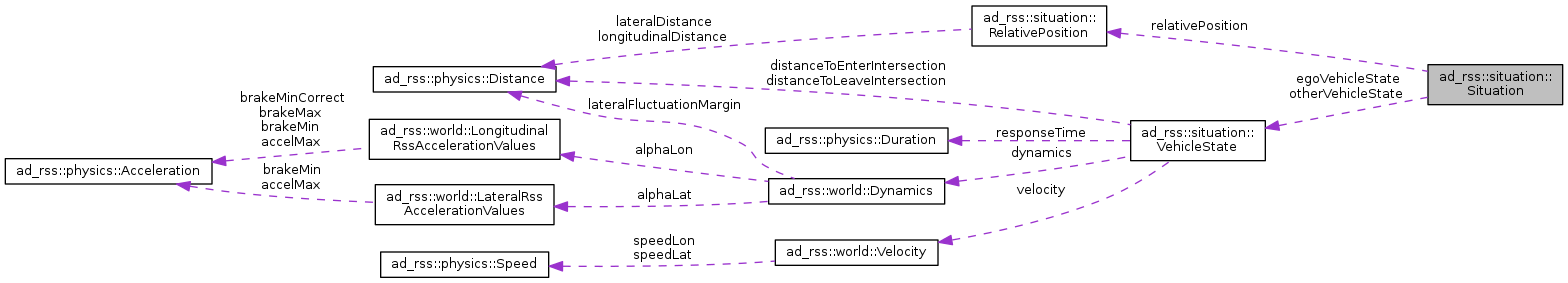 lateralDistance
longitudinalDistance
ad_rss::situation::
RelativePosition
relativePosition
ad_rss::physics::Distance
distanceToEnterIntersection
distanceToLeaveIntersection
egoVehicleState
otherVehicleState
ad_rss::situation::
Situation
brakeMinCorrect
brakeMax
brakeMin
accelMax
lateralFluctuationMargin
ad_rss::world::Longitudinal
RssAccelerationValues
ad_rss::physics::Duration
responseTime
ad_rss::situation::
VehicleState
alphaLon
dynamics
ad_rss::physics::Acceleration
brakeMin
accelMax
ad_rss::world::LateralRss
AccelerationValues
alphaLat
ad_rss::world::Dynamics
velocity
ad_rss::physics::Speed
speedLon
speedLat
ad_rss::world::Velocity